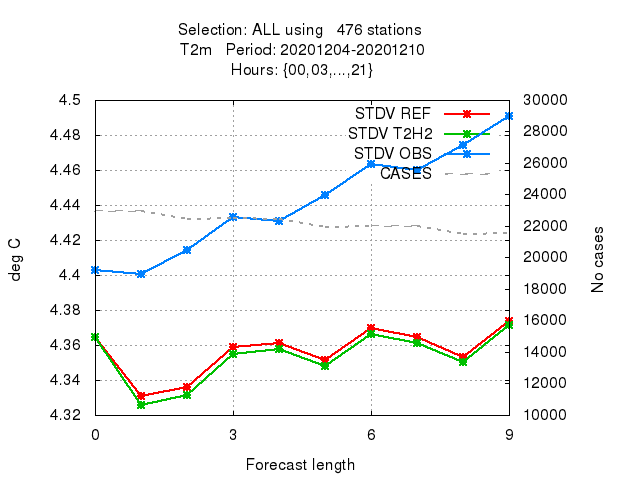 Selection: ALL using   476 stations
T2m   Period: 20201204-20201210
Hours: {00,03,...,21}
4.5
4.48
4.46
4.44
4.42
4.4
4.38
4.36
4.34
4.32
deg C
STDV REF
STDV T2H2
STDV OBS
CASES
30000
28000
26000
24000
22000
20000
18000
16000
14000
12000
10000
No cases
0 3 6 9
Forecast length